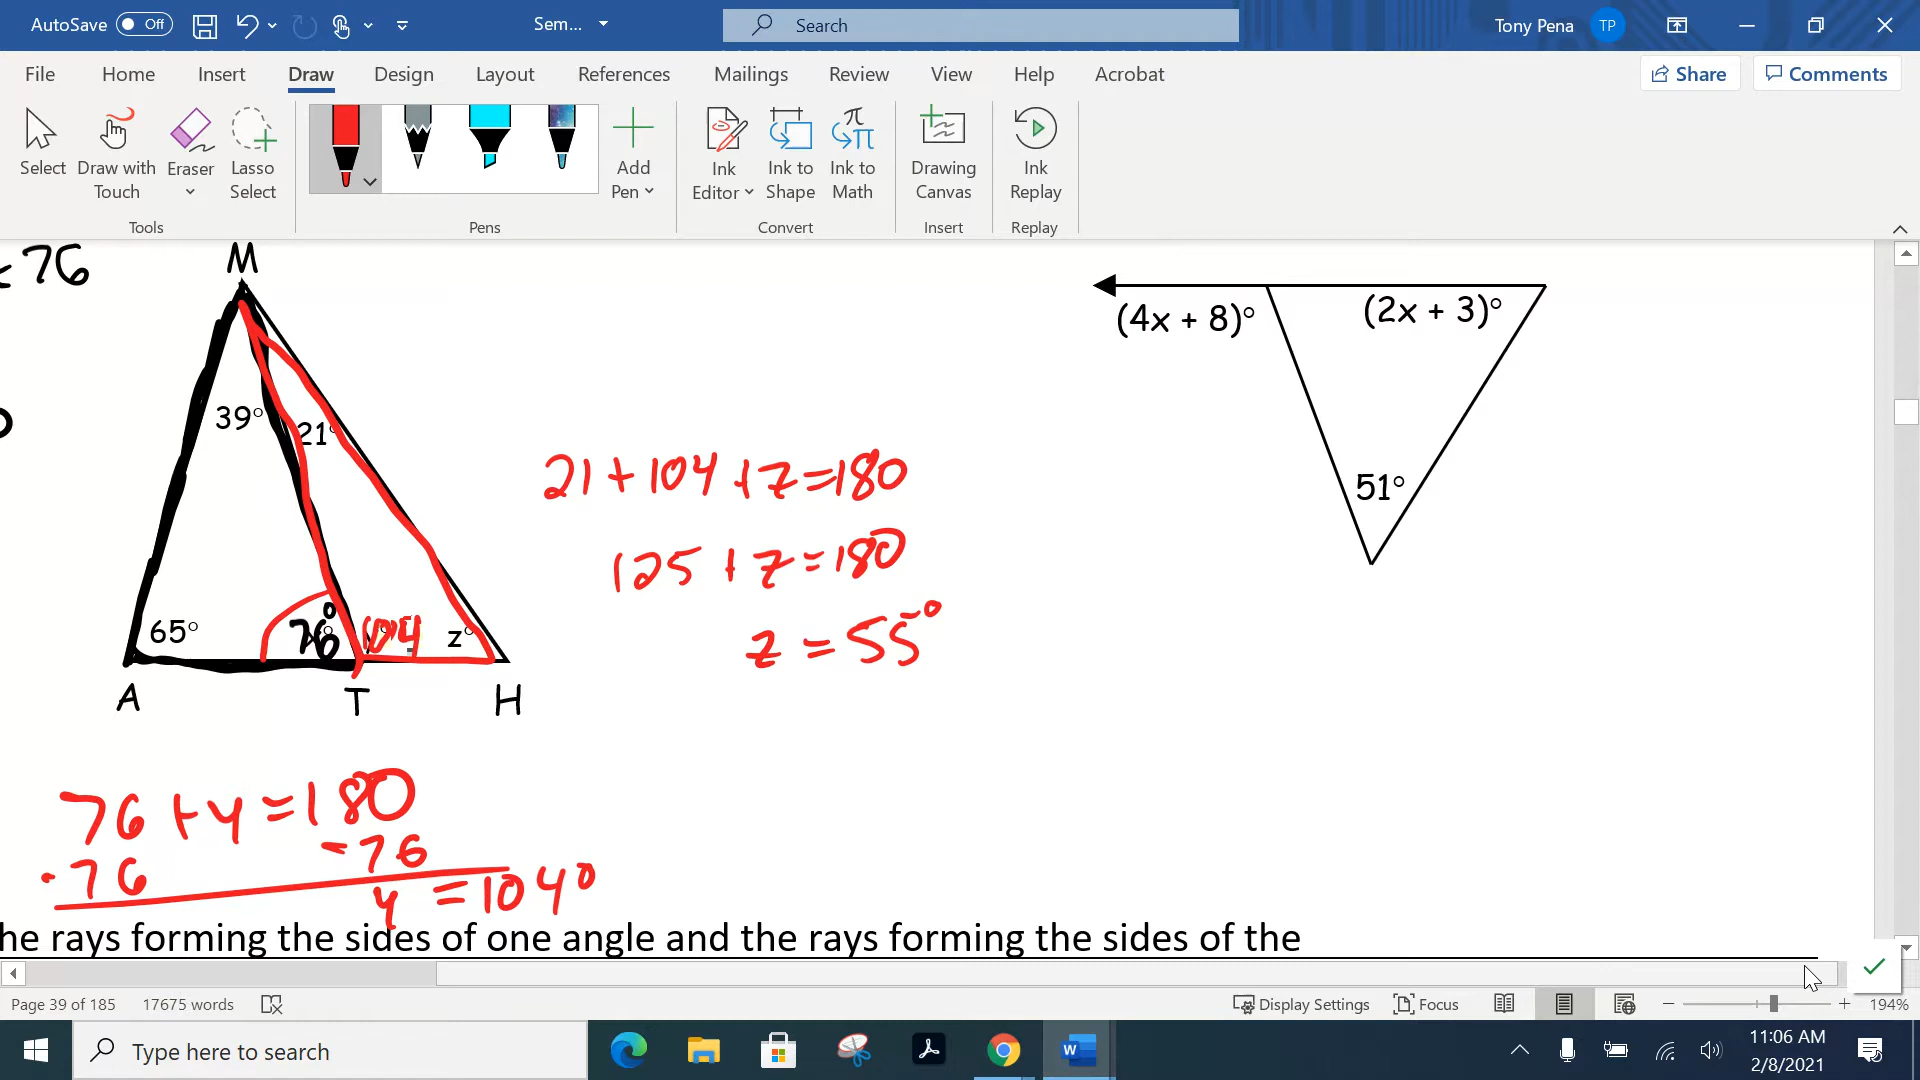 AutoSave Off Sem... Search Tony Pena TP
File Home Insert Draw Design Layout References Mailings Review View Help Acrobat Share Comments
Select Draw with Touch Eraser Lasso Select Add Pen Ink Editor Ink to Shape Ink to Math Drawing Canvas Ink Replay
Tools Pens Convert Insert Replay
76
M
(4x + 8)° (2x + 3)°
39° 21°
21 + 104 + z = 180
51°
125 + z = 180
65° 76° 104 z°
z = 55°
A T H
76 + y = 180
-76 -76
y = 104°
he rays forming the sides of one angle and the rays forming the sides of the
Page 39 of 185 17675 words Display Settings Focus 194%
Type here to search 11:06 AM
2/8/2021